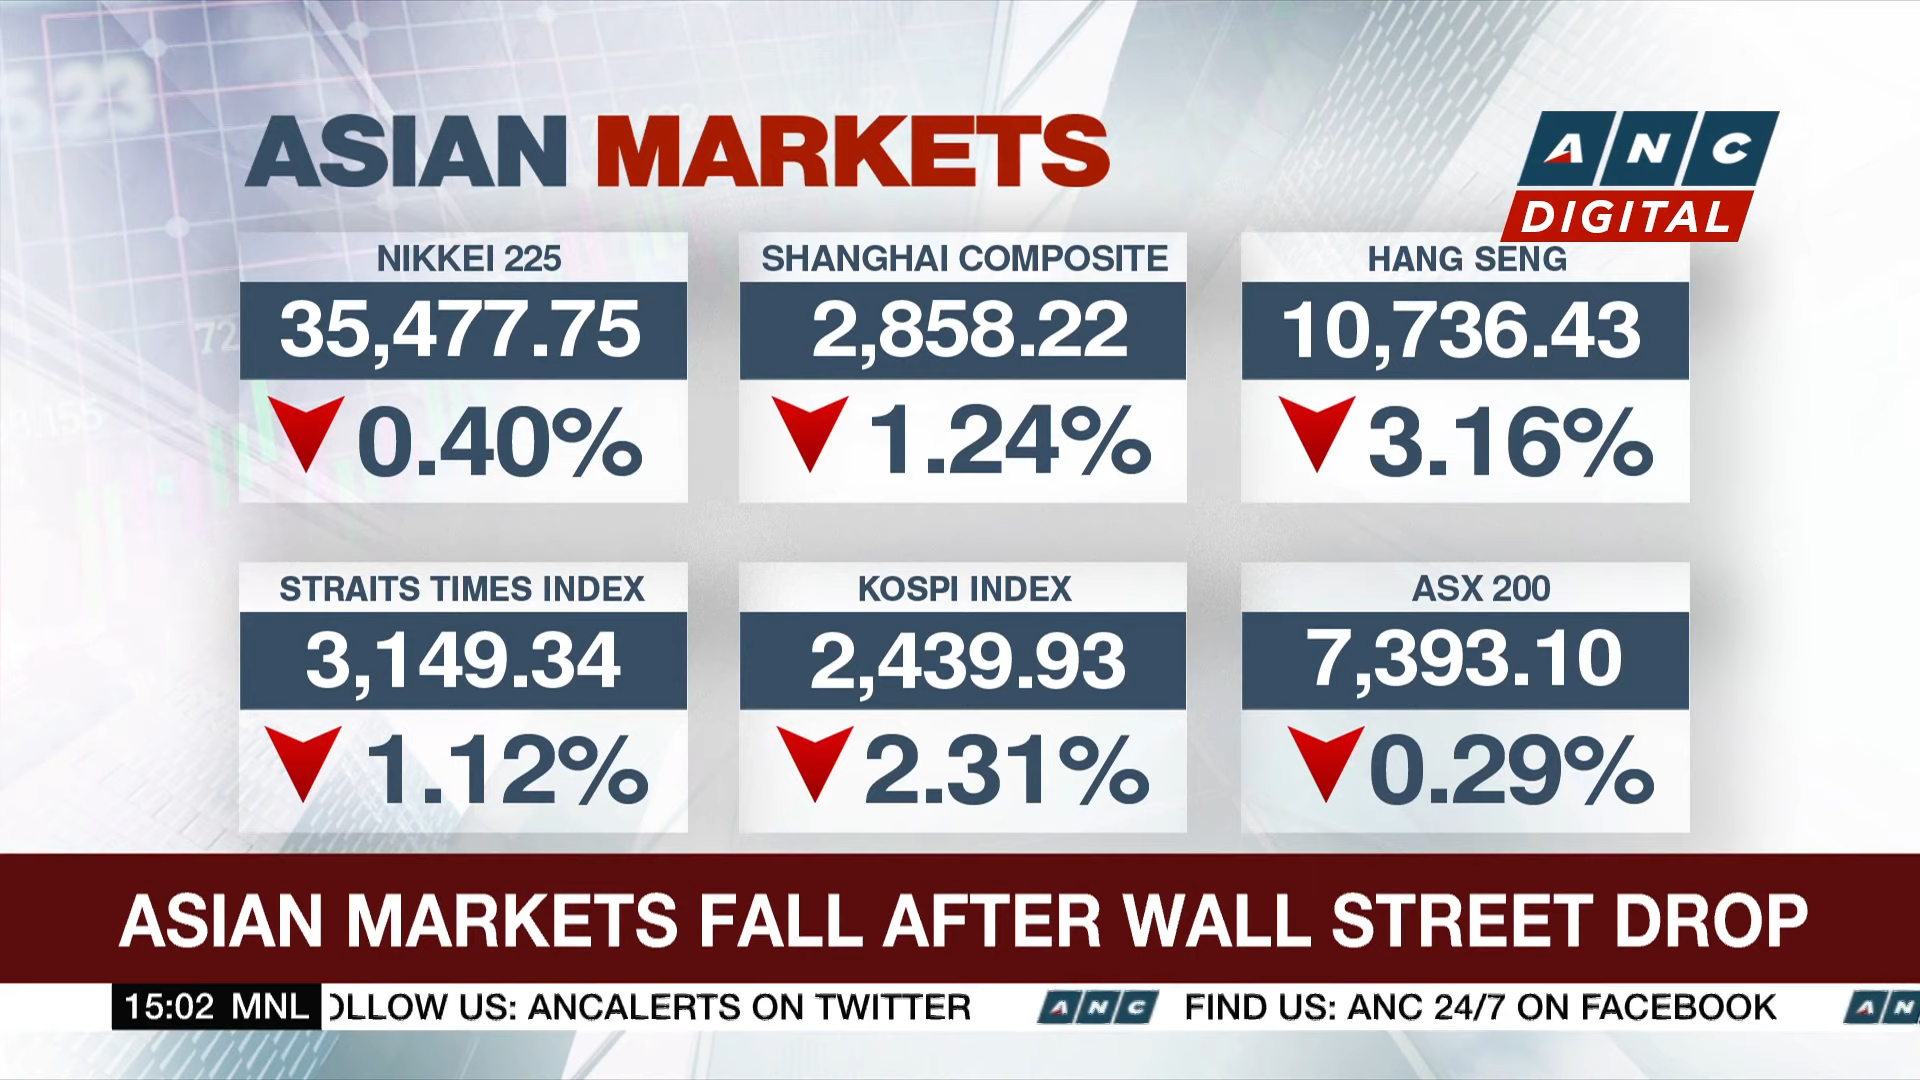 ASIAN MARKETS
ANC
DIGITAL
NIKKEI 225
35,477.75
0.40%
SHANGHAI COMPOSITE
2,858.22
1.24%
HANG SENG
10,736.43
3.16%
STRAITS TIMES INDEX
3,149.34
1.12%
KOSPI INDEX
2,439.93
2.31%
ASX 200
7,393.10
0.29%
ASIAN MARKETS FALL AFTER WALL STREET DROP
15:02 MNL OLLOW US: ANCALERTS ON TWITTER ANC FIND US: ANC 24/7 ON FACEBOOK AN